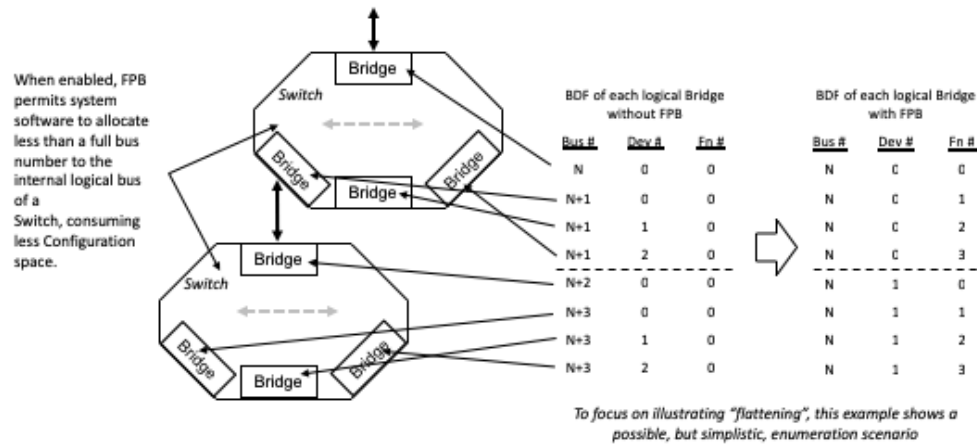 When enabled, FPB
permits system
software to allocate
less than a full bus
number to the
internal logical bus
of a
Switch, consuming
less Configuration
space.
Bridge
Switch
Bridge
Bridge
Bridge
Bridge
Switch
Bridge
Bridge
Bridge
BDF of each logical Bridge
without FPB
Bus # Dev # Fn #
N 0 0
N+1 0 0
N+1 1 0
N+1 2 0
N+2 0 0
N+3 0 0
N+3 1 0
N+3 2 0
BDF of each logical Bridge
with FPB
Bus # Dev # Fn #
N 0 0
N 0 1
N 0 2
N 0 3
N 1 0
N 1 1
N 1 2
N 1 3
To focus on illustrating “flattening”, this example shows a
possible, but simplistic, enumeration scenario